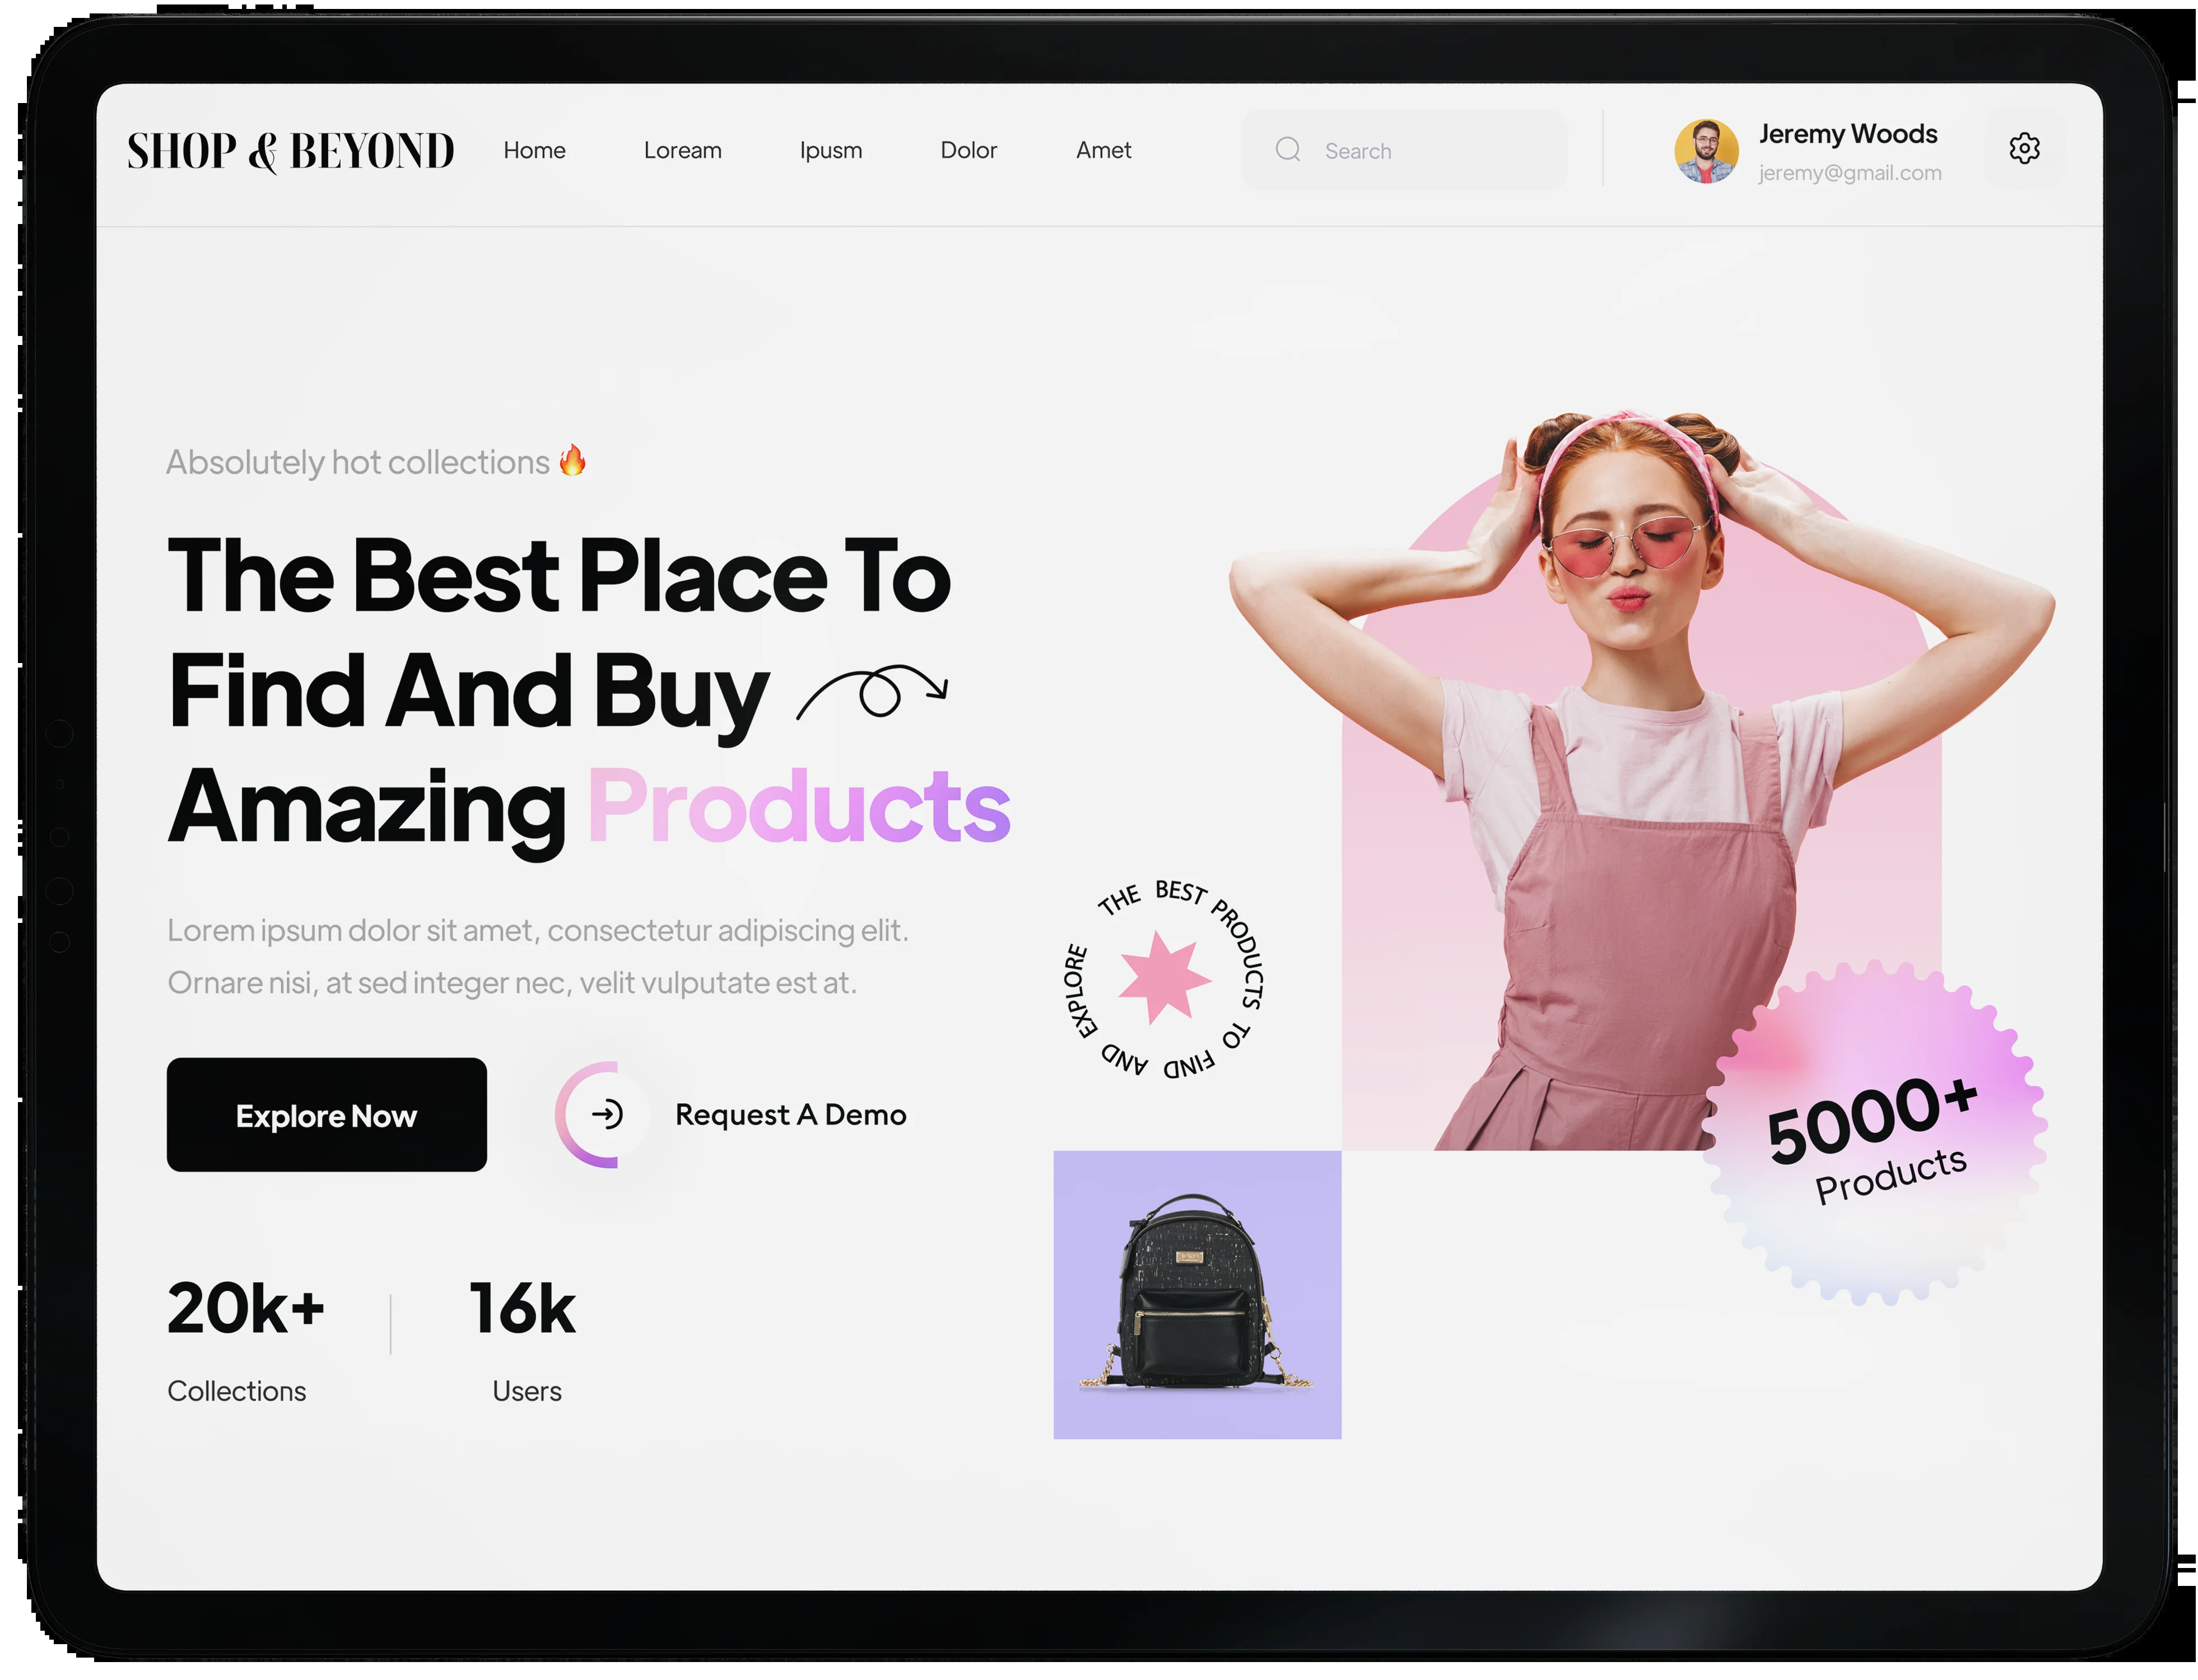 SHOP & BEYOND
Home
Loream
Ipusm
Dolor
Amet
Search
Jeremy Woods
jeremy@gmail.com
Absolutely hot collections 🔥
The Best Place To
Find And Buy
Amazing Products
Lorem ipsum dolor sit amet, consectetur adipiscing elit.
Ornare nisi, at sed integer nec, velit vulputate est at.
THE BEST PRODUCTS TO FIND AND EXPLORE
Explore Now
Request A Demo
5000+
Products
20k+
Collections
16k
Users